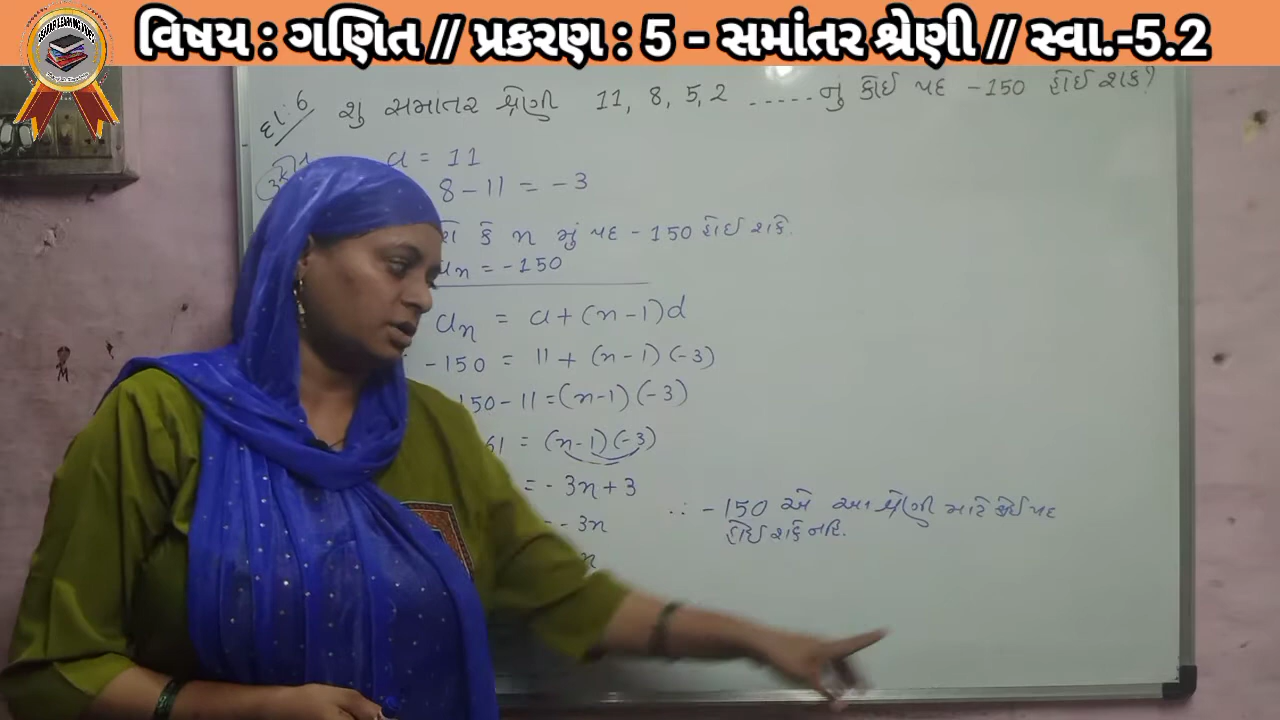 વિષય : ગણિત // પ્રકરણ : 5 - સમાંતર શ્રેણી // સ્વા.-5.2
દા:6 શુ સમાંતર શ્રેણી 11, 8, 5, 2 ..... નુ કોઈ પદ -150 હોઈ શકે?
a = 11
8 - 11 = -3
કે n મું પદ - 150 હોઈ શકે.
an = -150
an = a + (n-1)d
-150 = 11 + (n-1)(-3)
150 - 11 = (n-1)(-3)
61 = (n-1)(-3)
= - 3n + 3
= - 3n
n
∴ -150 એ આ શ્રેણી માટે કોઈ પદ
હોઈ શકે નહિ.